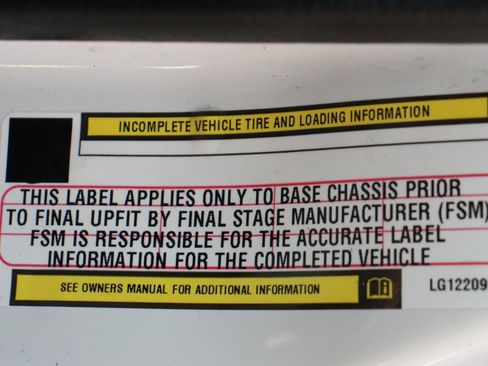 INCOMPLETE VEHICLE TIRE AND LOADING INFORMATION
THIS LABEL APPLIES ONLY TO BASE CHASSIS PRIOR
TO FINAL UPFIT BY FINAL STAGE MANUFACTURER (FSM)
FSM IS RESPONSIBLE FOR THE ACCURATE LABEL
INFORMATION FOR THE COMPLETED VEHICLE
SEE OWNERS MANUAL FOR ADDITIONAL INFORMATION
LG12209